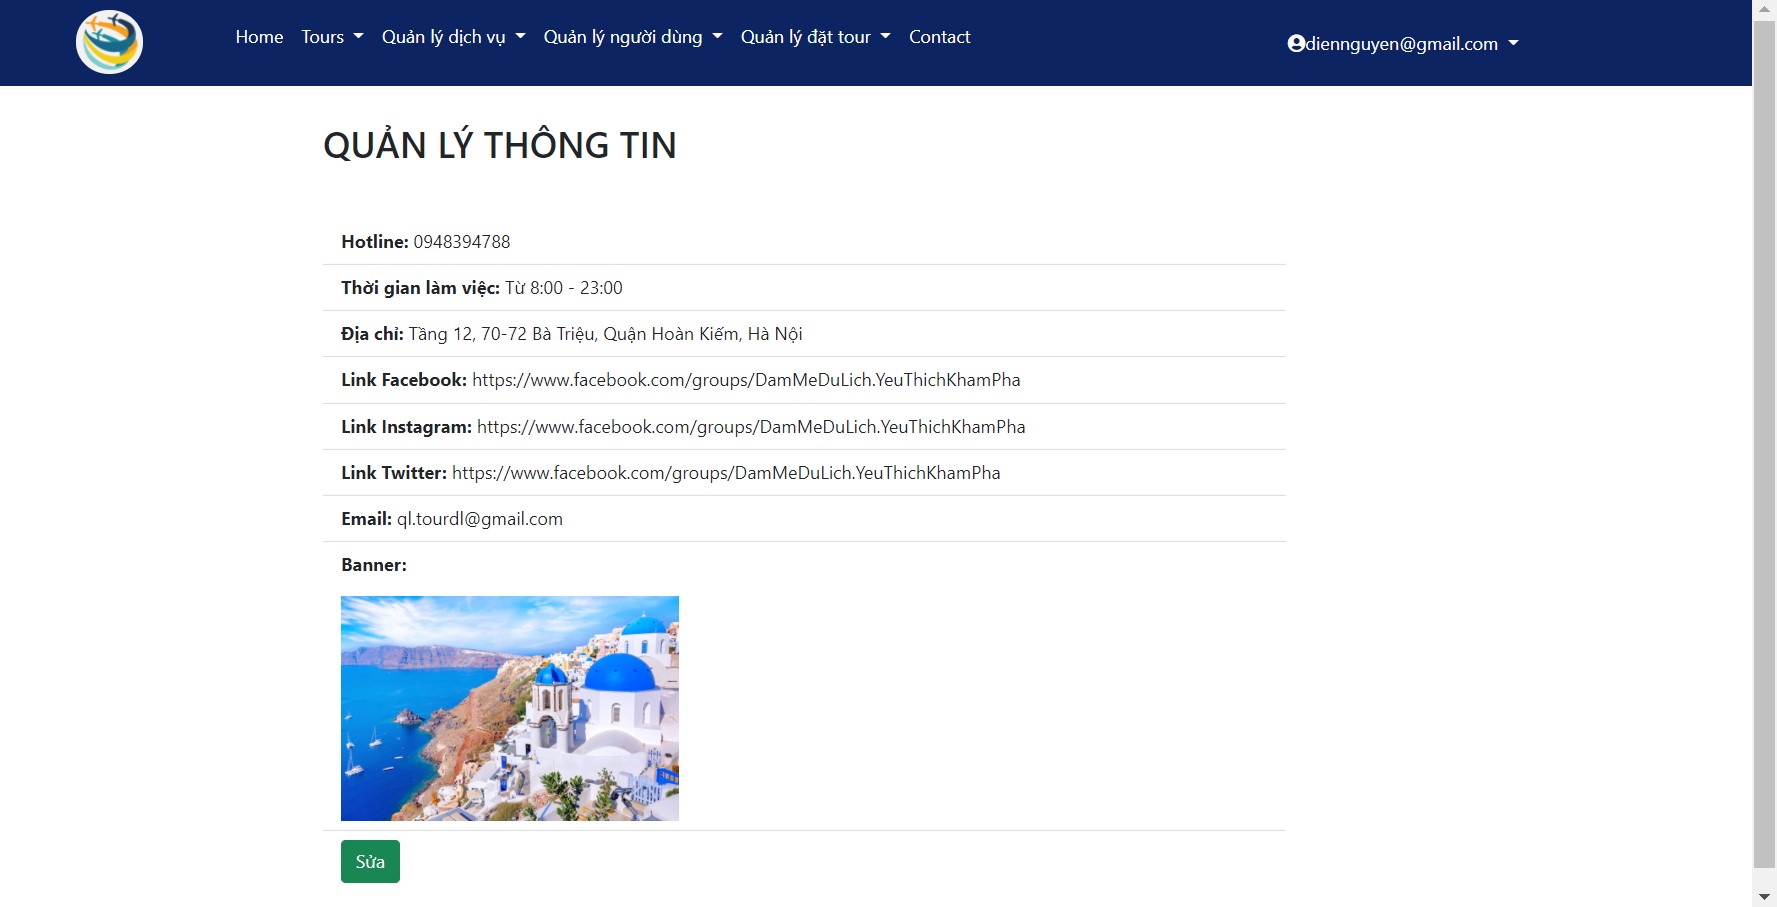 Home Tours Quản lý dịch vụ Quản lý người dùng Quản lý đặt tour Contact diennguyen@gmail.com
QUẢN LÝ THÔNG TIN
Hotline: 0948394788
Thời gian làm việc: Từ 8:00 - 23:00
Địa chỉ: Tầng 12, 70-72 Bà Triệu, Quận Hoàn Kiếm, Hà Nội
Link Facebook: https://www.facebook.com/groups/DamMeDuLich.YeuThichKhamPha
Link Instagram: https://www.facebook.com/groups/DamMeDuLich.YeuThichKhamPha
Link Twitter: https://www.facebook.com/groups/DamMeDuLich.YeuThichKhamPha
Email: ql.tourdl@gmail.com
Banner:
Sửa